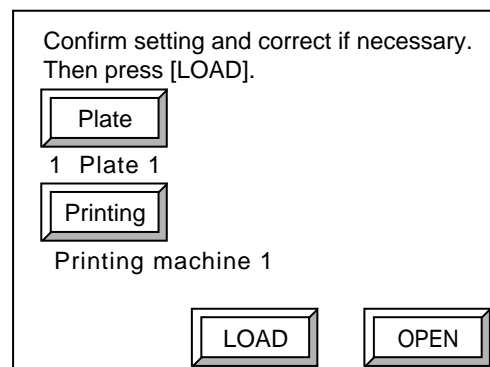 Confirm setting and correct if necessary.
Then press [LOAD].
Plate
1 Plate 1
Printing
Printing machine 1
LOAD OPEN